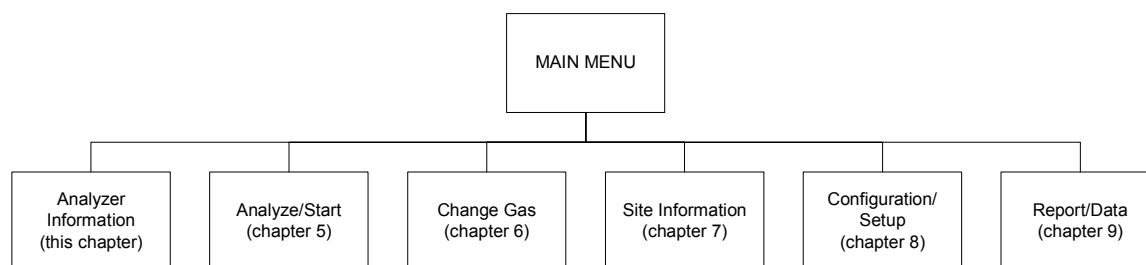 MAIN MENU
Analyzer
Information
(this chapter)
Analyze/Start
(chapter 5)
Change Gas
(chapter 6)
Site Information
(chapter 7)
Configuration/
Setup
(chapter 8)
Report/Data
(chapter 9)